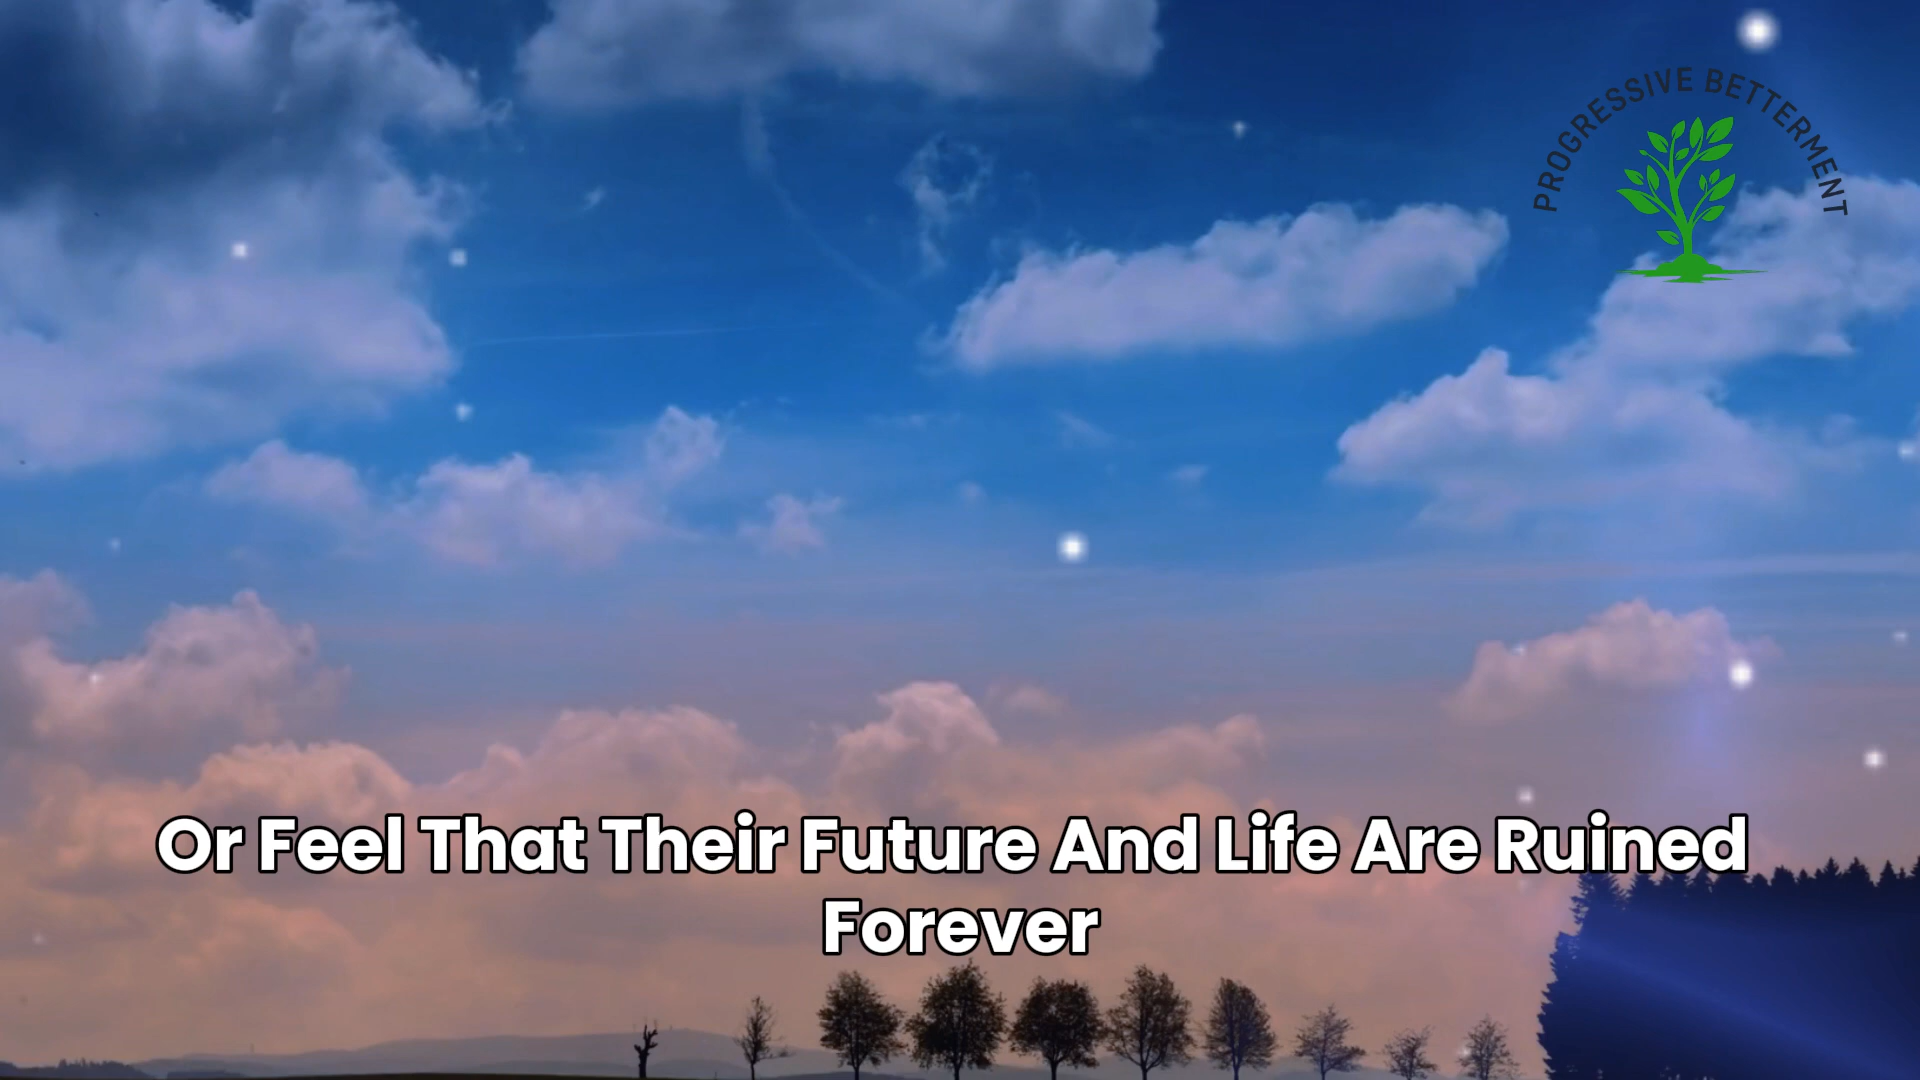 PROGRESSIVE BETTERMENT
Or Feel That Their Future And Life Are Ruined
Forever